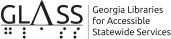 GLASS
Georgia Libraries
for Accessible
Statewide Services